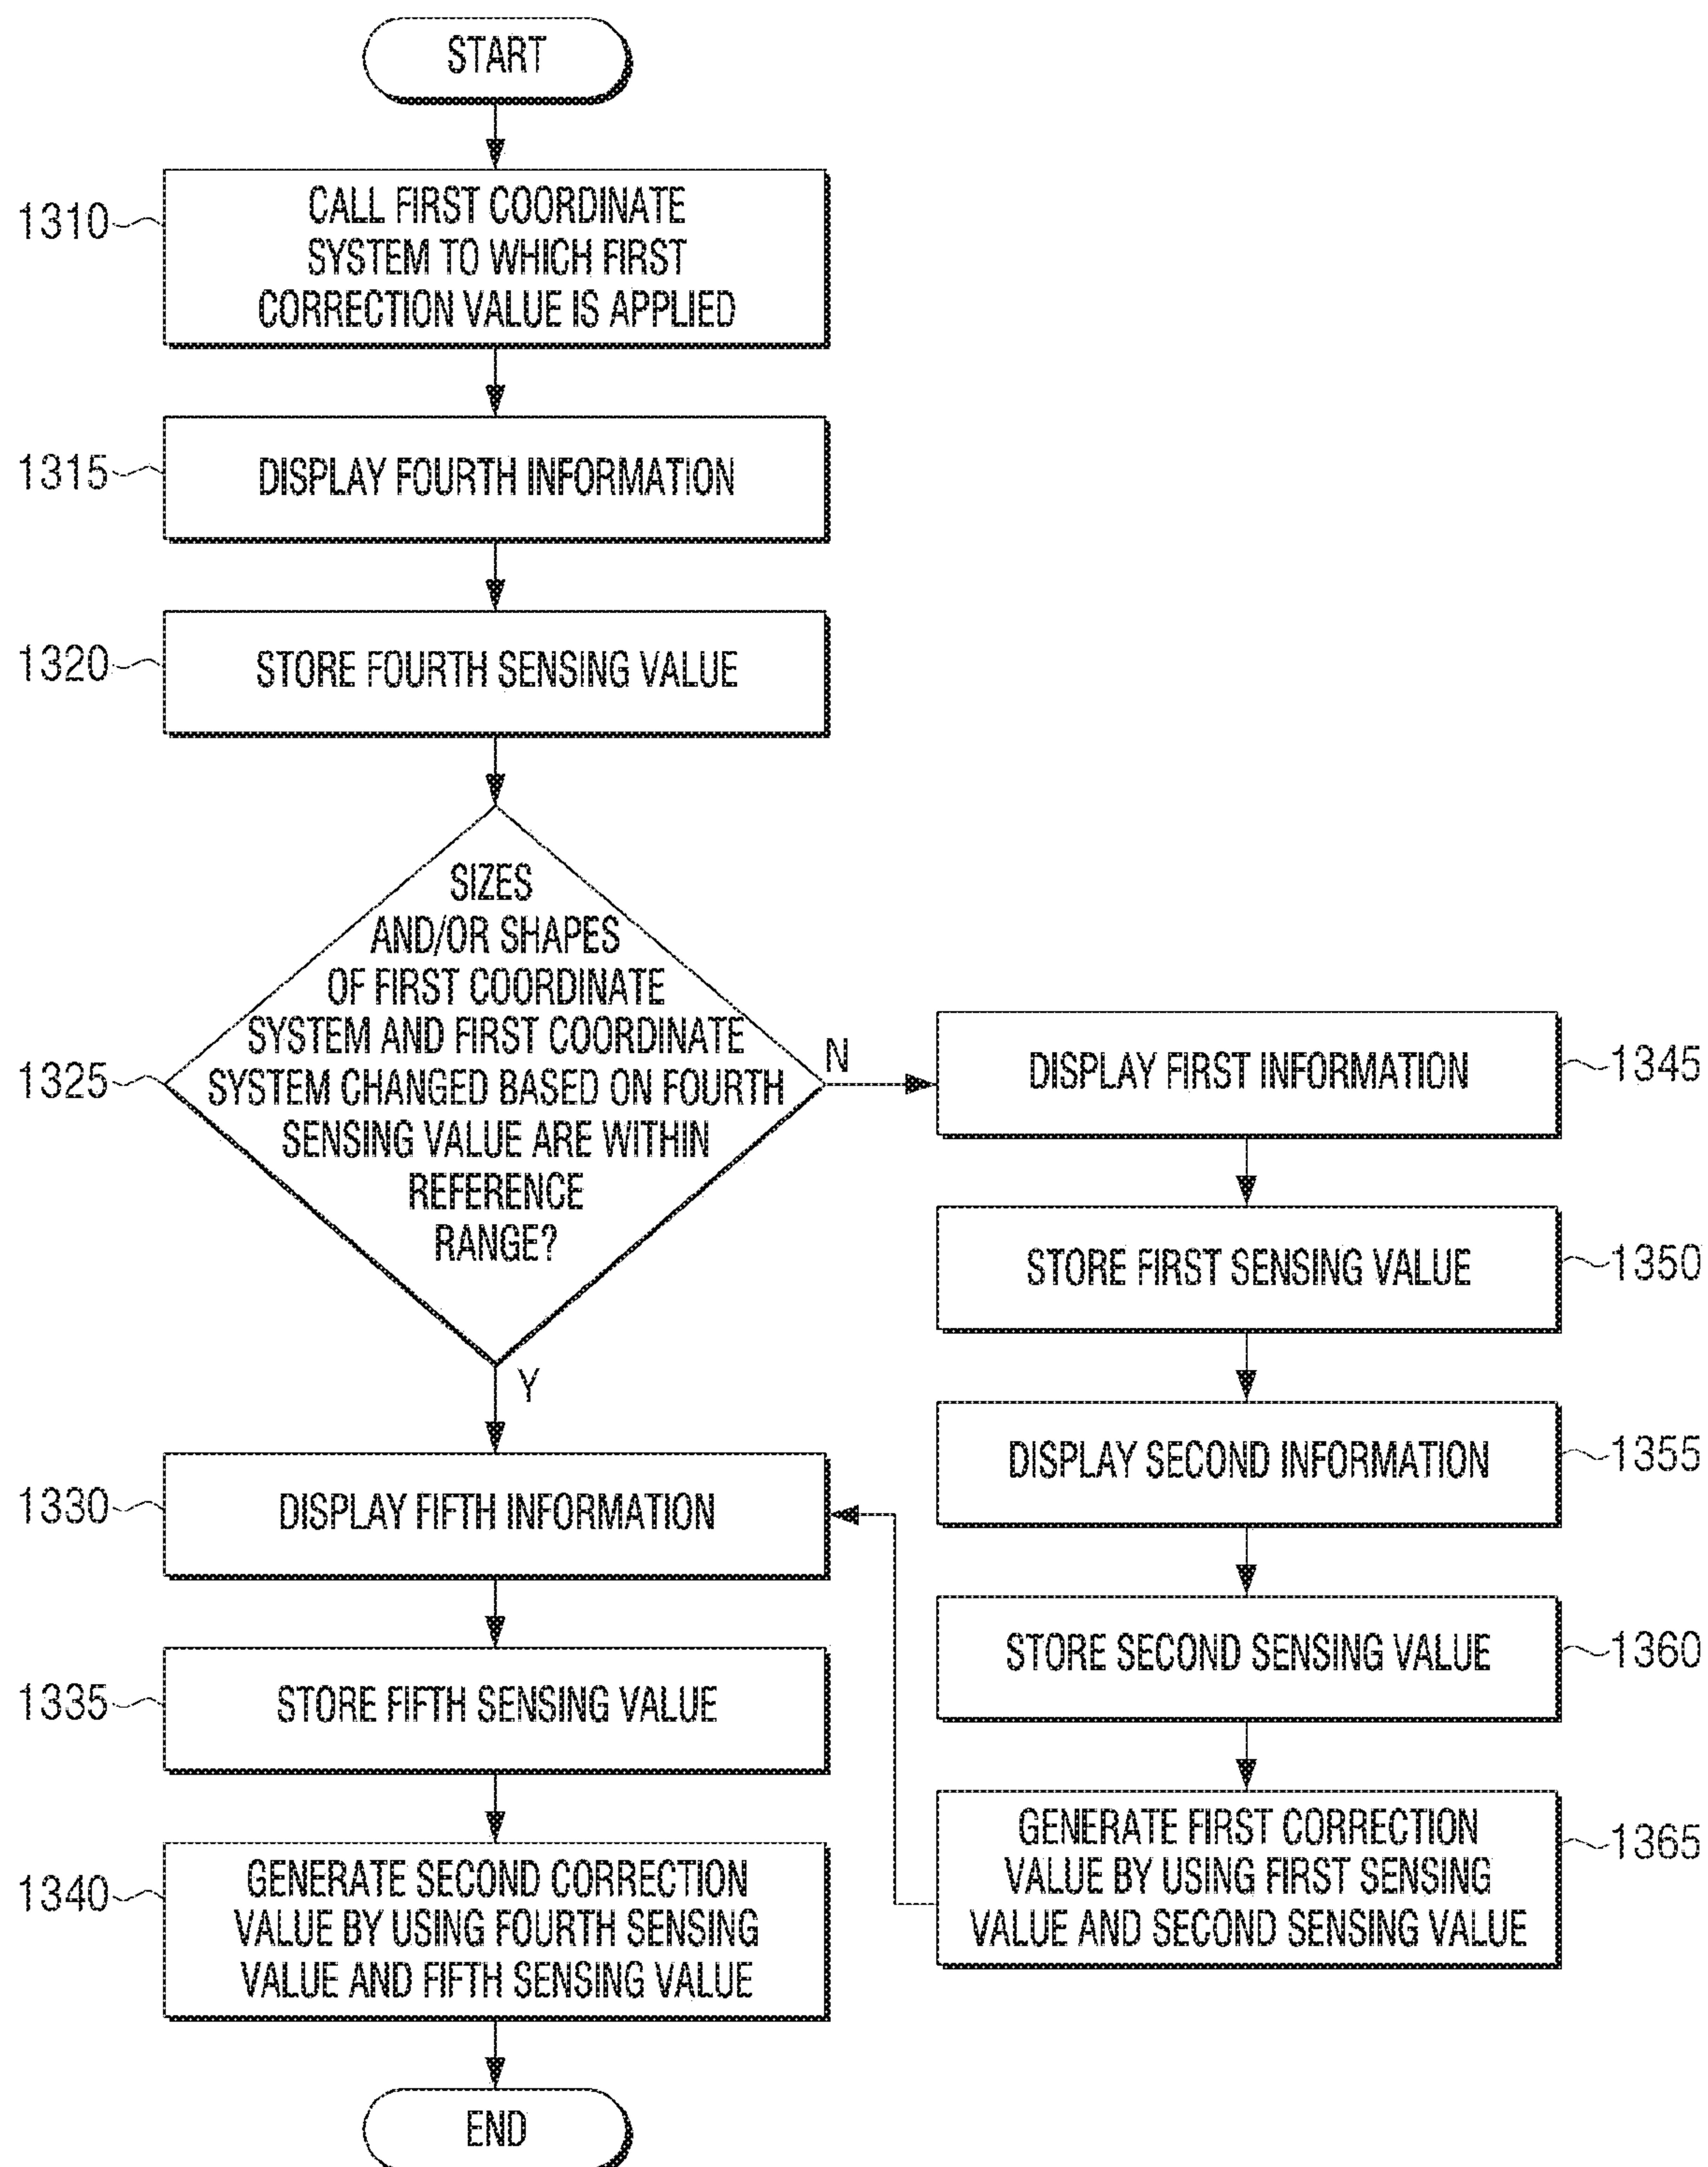 START
1310
CALL FIRST COORDINATE
SYSTEM TO WHICH FIRST
CORRECTION VALUE IS APPLIED
1315
DISPLAY FOURTH INFORMATION
1320
STORE FOURTH SENSING VALUE
1325
SIZES
AND/OR SHAPES
OF FIRST COORDINATE
SYSTEM AND FIRST COORDINATE
SYSTEM CHANGED BASED ON FOURTH
SENSING VALUE ARE WITHIN
REFERENCE
RANGE?
N
Y
1330
DISPLAY FIFTH INFORMATION
1335
STORE FIFTH SENSING VALUE
1340
GENERATE SECOND CORRECTION
VALUE BY USING FOURTH SENSING
VALUE AND FIFTH SENSING VALUE
END
DISPLAY FIRST INFORMATION
1345
STORE FIRST SENSING VALUE
1350
DISPLAY SECOND INFORMATION
1355
STORE SECOND SENSING VALUE
1360
GENERATE FIRST CORRECTION
VALUE BY USING FIRST SENSING
VALUE AND SECOND SENSING VALUE
1365